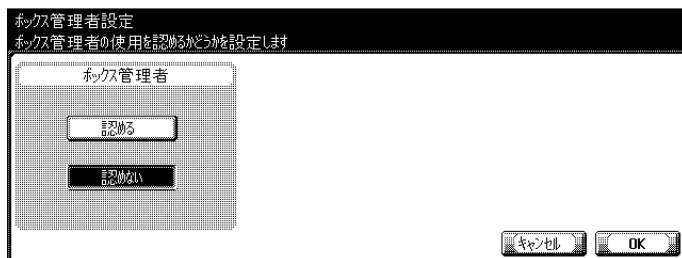 ボックス管理者設定
ボックス管理者の使用を認めるかどうかを設定します
ボックス管理者
認める
認めない
キャンセル OK